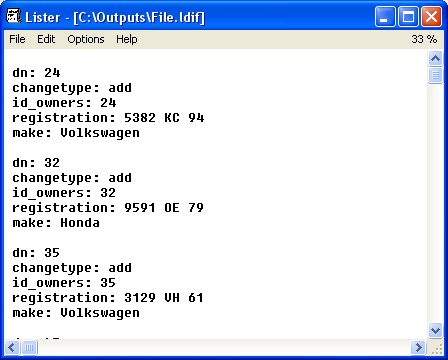 Lister - [C:\Outputs\File.ldif]
File Edit Options Help 33 %
dn: 24
changetype: add
id_owners: 24
registration: 5382 KC 94
make: Volkswagen
dn: 32
changetype: add
id_owners: 32
registration: 9591 OE 79
make: Honda
dn: 35
changetype: add
id_owners: 35
registration: 3129 VH 61
make: Volkswagen